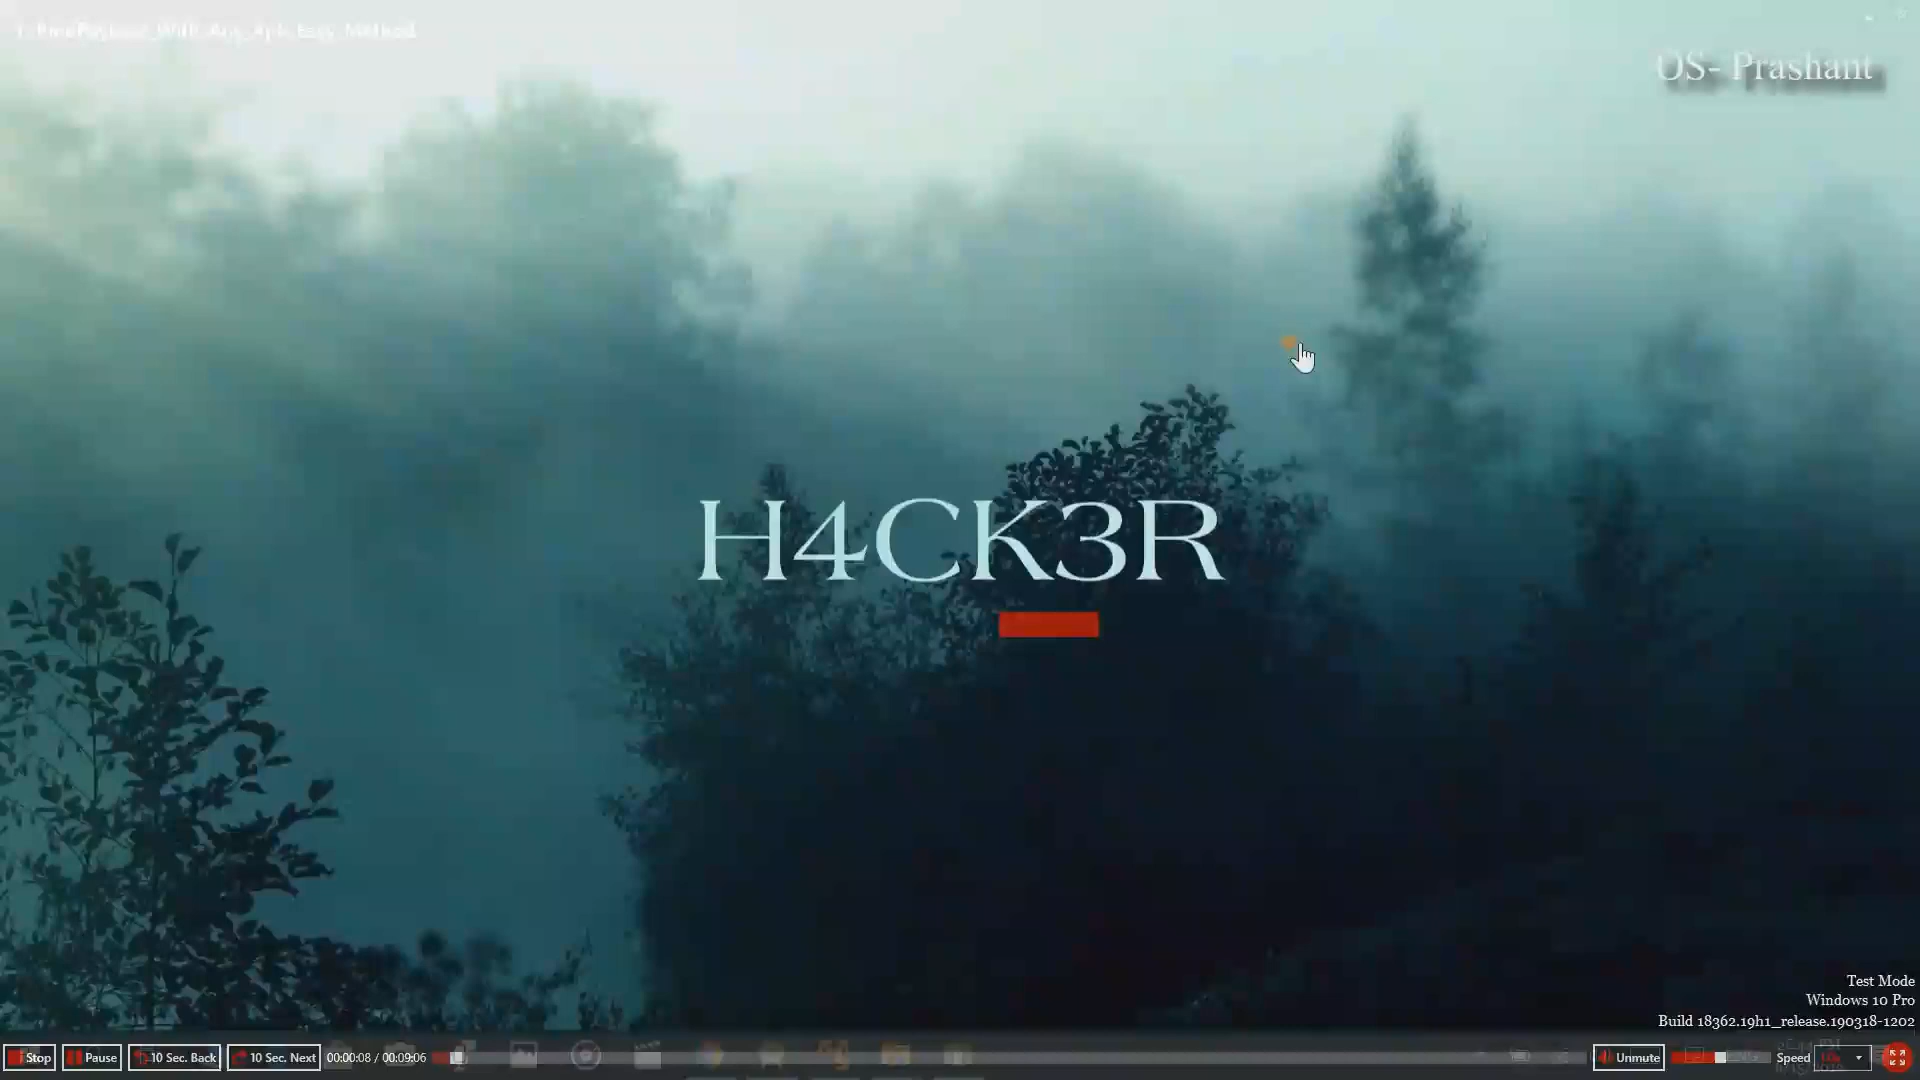 OS- Prashant
H4CK3R
Test Mode
Windows 10 Pro
Build 18362.19h1_release.190318-1202
Stop Pause 10 Sec. Back 10 Sec. Next 00:00:08 / 00:09:06 Unmute Speed